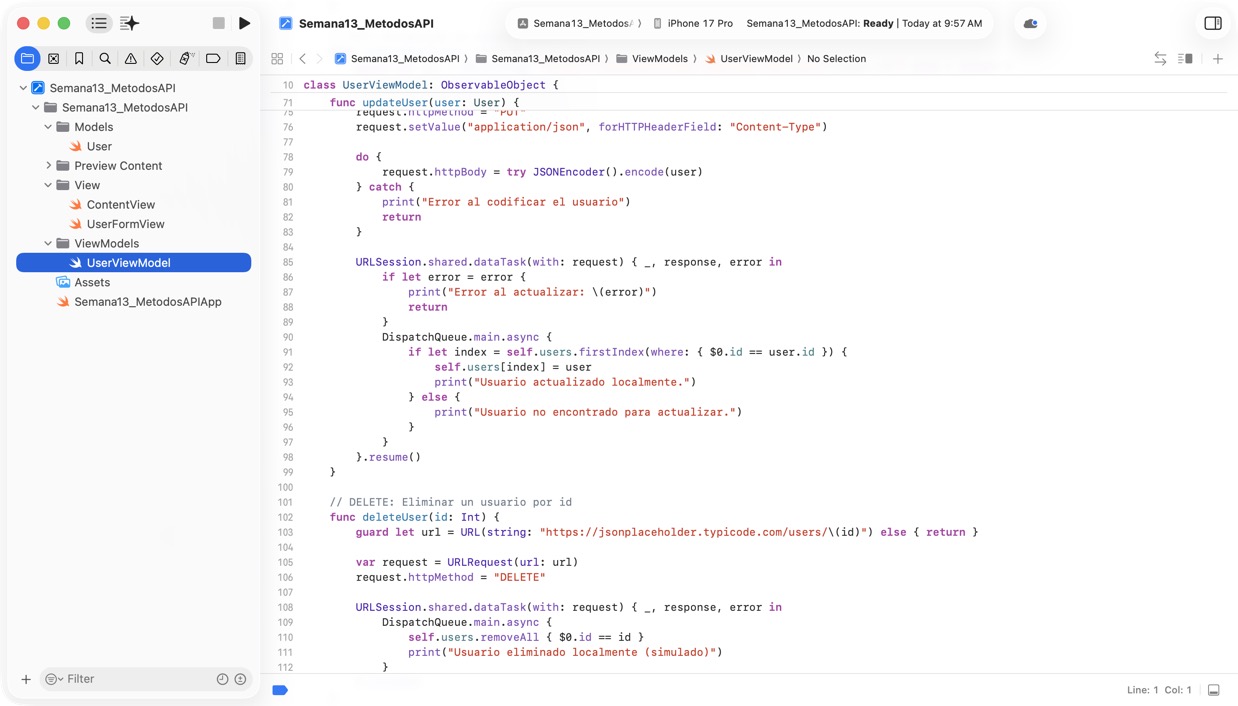 Semana13_MetodosAPI
Semana13_MetodosA
iPhone 17 Pro
Semana13_MetodosAPI: Ready | Today at 9:57 AM
Semana13_MetodosAPI
Semana13_MetodosAPI
ViewModels
UserViewModel
No Selection
Semana13_MetodosAPI
Semana13_MetodosAPI
Models
User
Preview Content
View
ContentView
UserFormView
ViewModels
UserViewModel
Assets
Semana13_MetodosAPIApp
Filter
10 class UserViewModel: ObservableObject {
71 func updateUser(user: User) {
75 request.httpMethod = "PUT"
76 request.setValue("application/json", forHTTPHeaderField: "Content-Type")
77
78 do {
79 request.httpBody = try JSONEncoder().encode(user)
80 } catch {
81 print("Error al codificar el usuario")
82 return
83 }
84
85 URLSession.shared.dataTask(with: request) { _, response, error in
86 if let error = error {
87 print("Error al actualizar: \(error)")
88 return
89 }
90 DispatchQueue.main.async {
91 if let index = self.users.firstIndex(where: { $0.id == user.id }) {
92 self.users[index] = user
93 print("Usuario actualizado localmente.")
94 } else {
95 print("Usuario no encontrado para actualizar.")
96 }
97 }
98 }.resume()
99 }
100
101 // DELETE: Eliminar un usuario por id
102 func deleteUser(id: Int) {
103 guard let url = URL(string: "https://jsonplaceholder.typicode.com/users/\(id)") else { return }
104
105 var request = URLRequest(url: url)
106 request.httpMethod = "DELETE"
107
108 URLSession.shared.dataTask(with: request) { _, response, error in
109 DispatchQueue.main.async {
110 self.users.removeAll { $0.id == id }
111 print("Usuario eliminado localmente (simulado)")
112 }
Line: 1 Col: 1